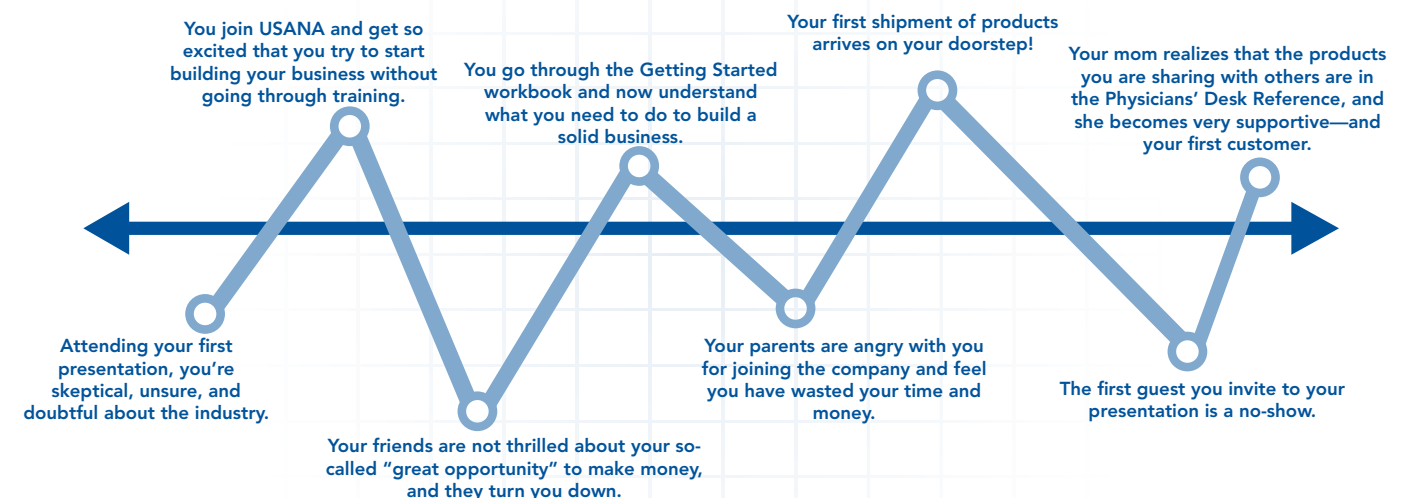 Attending your first
presentation, you're
skeptical, unsure, and
doubtful about the industry.
You join USANA and get so
excited that you try to start
building your business without
going through training.
Your friends are not thrilled about your so-
called “great opportunity” to make money,
and they turn you down.
You go through the Getting Started
workbook and now understand
what you need to do to build a
solid business.
Your parents are angry with you
for joining the company and feel
you have wasted your time and
money.
Your first shipment of products
arrives on your doorstep!
The first guest you invite to your
presentation is a no-show.
Your mom realizes that the products
you are sharing with others are in
the Physicians’ Desk Reference, and
she becomes very supportive—and
your first customer.